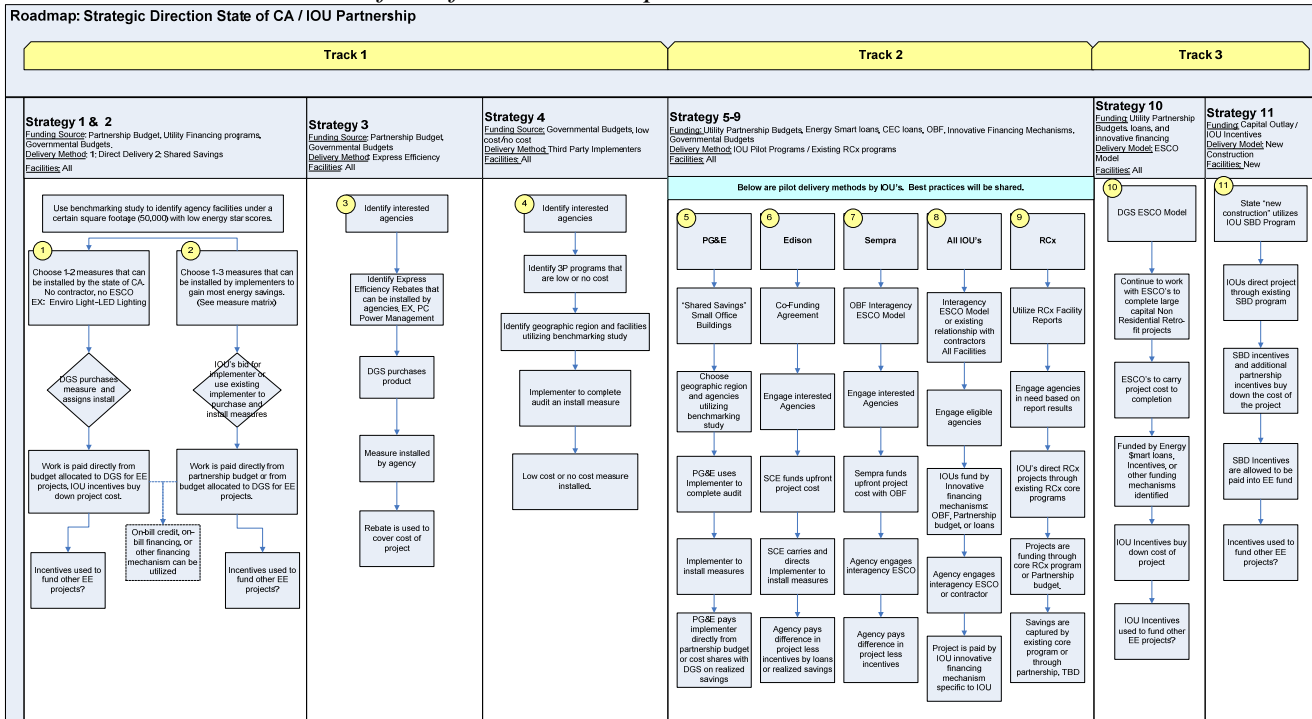 Roadmap: Strategic Direction State of CA / IOU Partnership
Track 1
Track 2
Track 3
Strategy 1 & 2
Funding Source: Partnership Budget, Utility Financing programs,
Governmental Budgets.
Delivery Method: 1; Direct Delivery 2; Shared Savings
Facilities: All
Strategy 3
Funding Source: Partnership Budget,
Governmental Budgets
Delivery Method: Express Efficiency
Facilities: All
Strategy 4
Funding Source: Governmental Budgets, low
cost/no cost
Delivery Method: Third Party Implementers
Facilities: All
Strategy 5-9
Funding: Utility Partnership Budgets, Energy Smart loans, CEC loans, OBF, Innovative Financing Mechanisms,
Governmental Budgets
Delivery Method: IOU Pilot Programs / Existing RCx programs
Facilities: All
Strategy 10
Funding: Utility Partnership
Budgets, loans, and
innovative financing
Delivery Model: ESCO
Model
Facilities: All
Strategy 11
Funding: Capital Outlay /
IOU Incentives
Delivery Model: New
Construction
Facilities: New
Use benchmarking study to identify agency facilities under a
certain square footage (50,000) with low energy star scores.
1
Choose 1-2 measures that can
be installed by the state of CA.
No contractor, no ESCO
EX: Enviro Light-LED Lighting
DGS purchases
measure and
assigns install
Work is paid directly from
budget allocated to DGS for EE
projects, IOU incentives buy
down project cost.
Incentives used to
fund other EE
projects?
On-bill credit, on-
bill financing, or
other financing
mechanism can be
utilized
2
Choose 1-3 measures that can
be installed by implementers to
gain most energy savings.
(See measure matrix)
IOU's bid for
implementer or
use existing
implementer to
purchase and
install measures
Work is paid directly from
partnership budget or from
budget allocated to DGS for EE
projects.
Incentives used to
fund other EE
projects?
3
Identify interested
agencies
Identify Express
Efficiency Rebates that
can be installed by
agencies, EX, PC
Power Management
DGS purchases
product
Measure installed
by agency
Rebate is used to
cover cost of
project
4
Identify interested
agencies
Identify 3P programs that
are low or no cost
Identify geographic region and facilities
utilizing benchmarking study
Implementer to complete
audit an install measure
Low cost or no cost measure
installed.
Below are pilot delivery methods by IOU's. Best practices will be shared.
5
PG&E
"Shared Savings"
Small Office
Buildings
Choose
geographic region
and agencies
utilizing
benchmarking
study
PG&E uses
Implementer to
complete audit
Implementer to
install measures
PG&E pays
implementer
directly from
partnership budget
or cost shares with
DGS on realized
savings
6
Edison
Co-Funding
Agreement
Engage interested
Agencies
SCE funds upfront
project cost
SCE carries and
directs
Implementer to
install measures
Agency pays
difference in
project less
incentives by loans
or realized savings
7
Sempra
OBF Interagency
ESCO Model
Engage interested
Agencies
Sempra funds
upfront project
cost with OBF
Agency engages
interagency ESCO
Agency pays
difference in
project less
incentives
8
All IOU's
Interagency
ESCO Model
or existing
relationship with
contractors
All Facilities
Engage eligible
agencies
IOUs fund by
Innovative
financing
mechanisms:
OBF, Partnership
budget, or loans
Agency engages
interagency ESCO
or contractor
Project is paid by
IOU innovative
financing
mechanism
specific to IOU
9
RCx
Utilize RCx Facility
Reports
Engage agencies
in need based on
report results
IOU's direct RCx
projects through
existing RCx core
programs
Projects are
funding through
core RCx program
or Partnership
budget.
Savings are
captured by
existing core
program or
through
partnership, TBD
10
DGS ESCO Model
Continue to work
with ESCO's to
complete large
capital Non
Residential Retro-
fit projects
ESCO's to carry
project cost to
completion
Funded by Energy
$mart loans,
Incentives, or
other funding
mechanisms
identified
IOU Incentives buy
down cost of
project
IOU Incentives
used to fund other
EE projects?
11
State "new
construction" utilizes
IOU SBD Program
IOUs direct project
through existing
SBD program
SBD incentives
and additional
partnership
incentives buy
down the cost of
the project
SBD Incentives
are allowed to be
paid into EE fund
Incentives used to
fund other EE
projects?